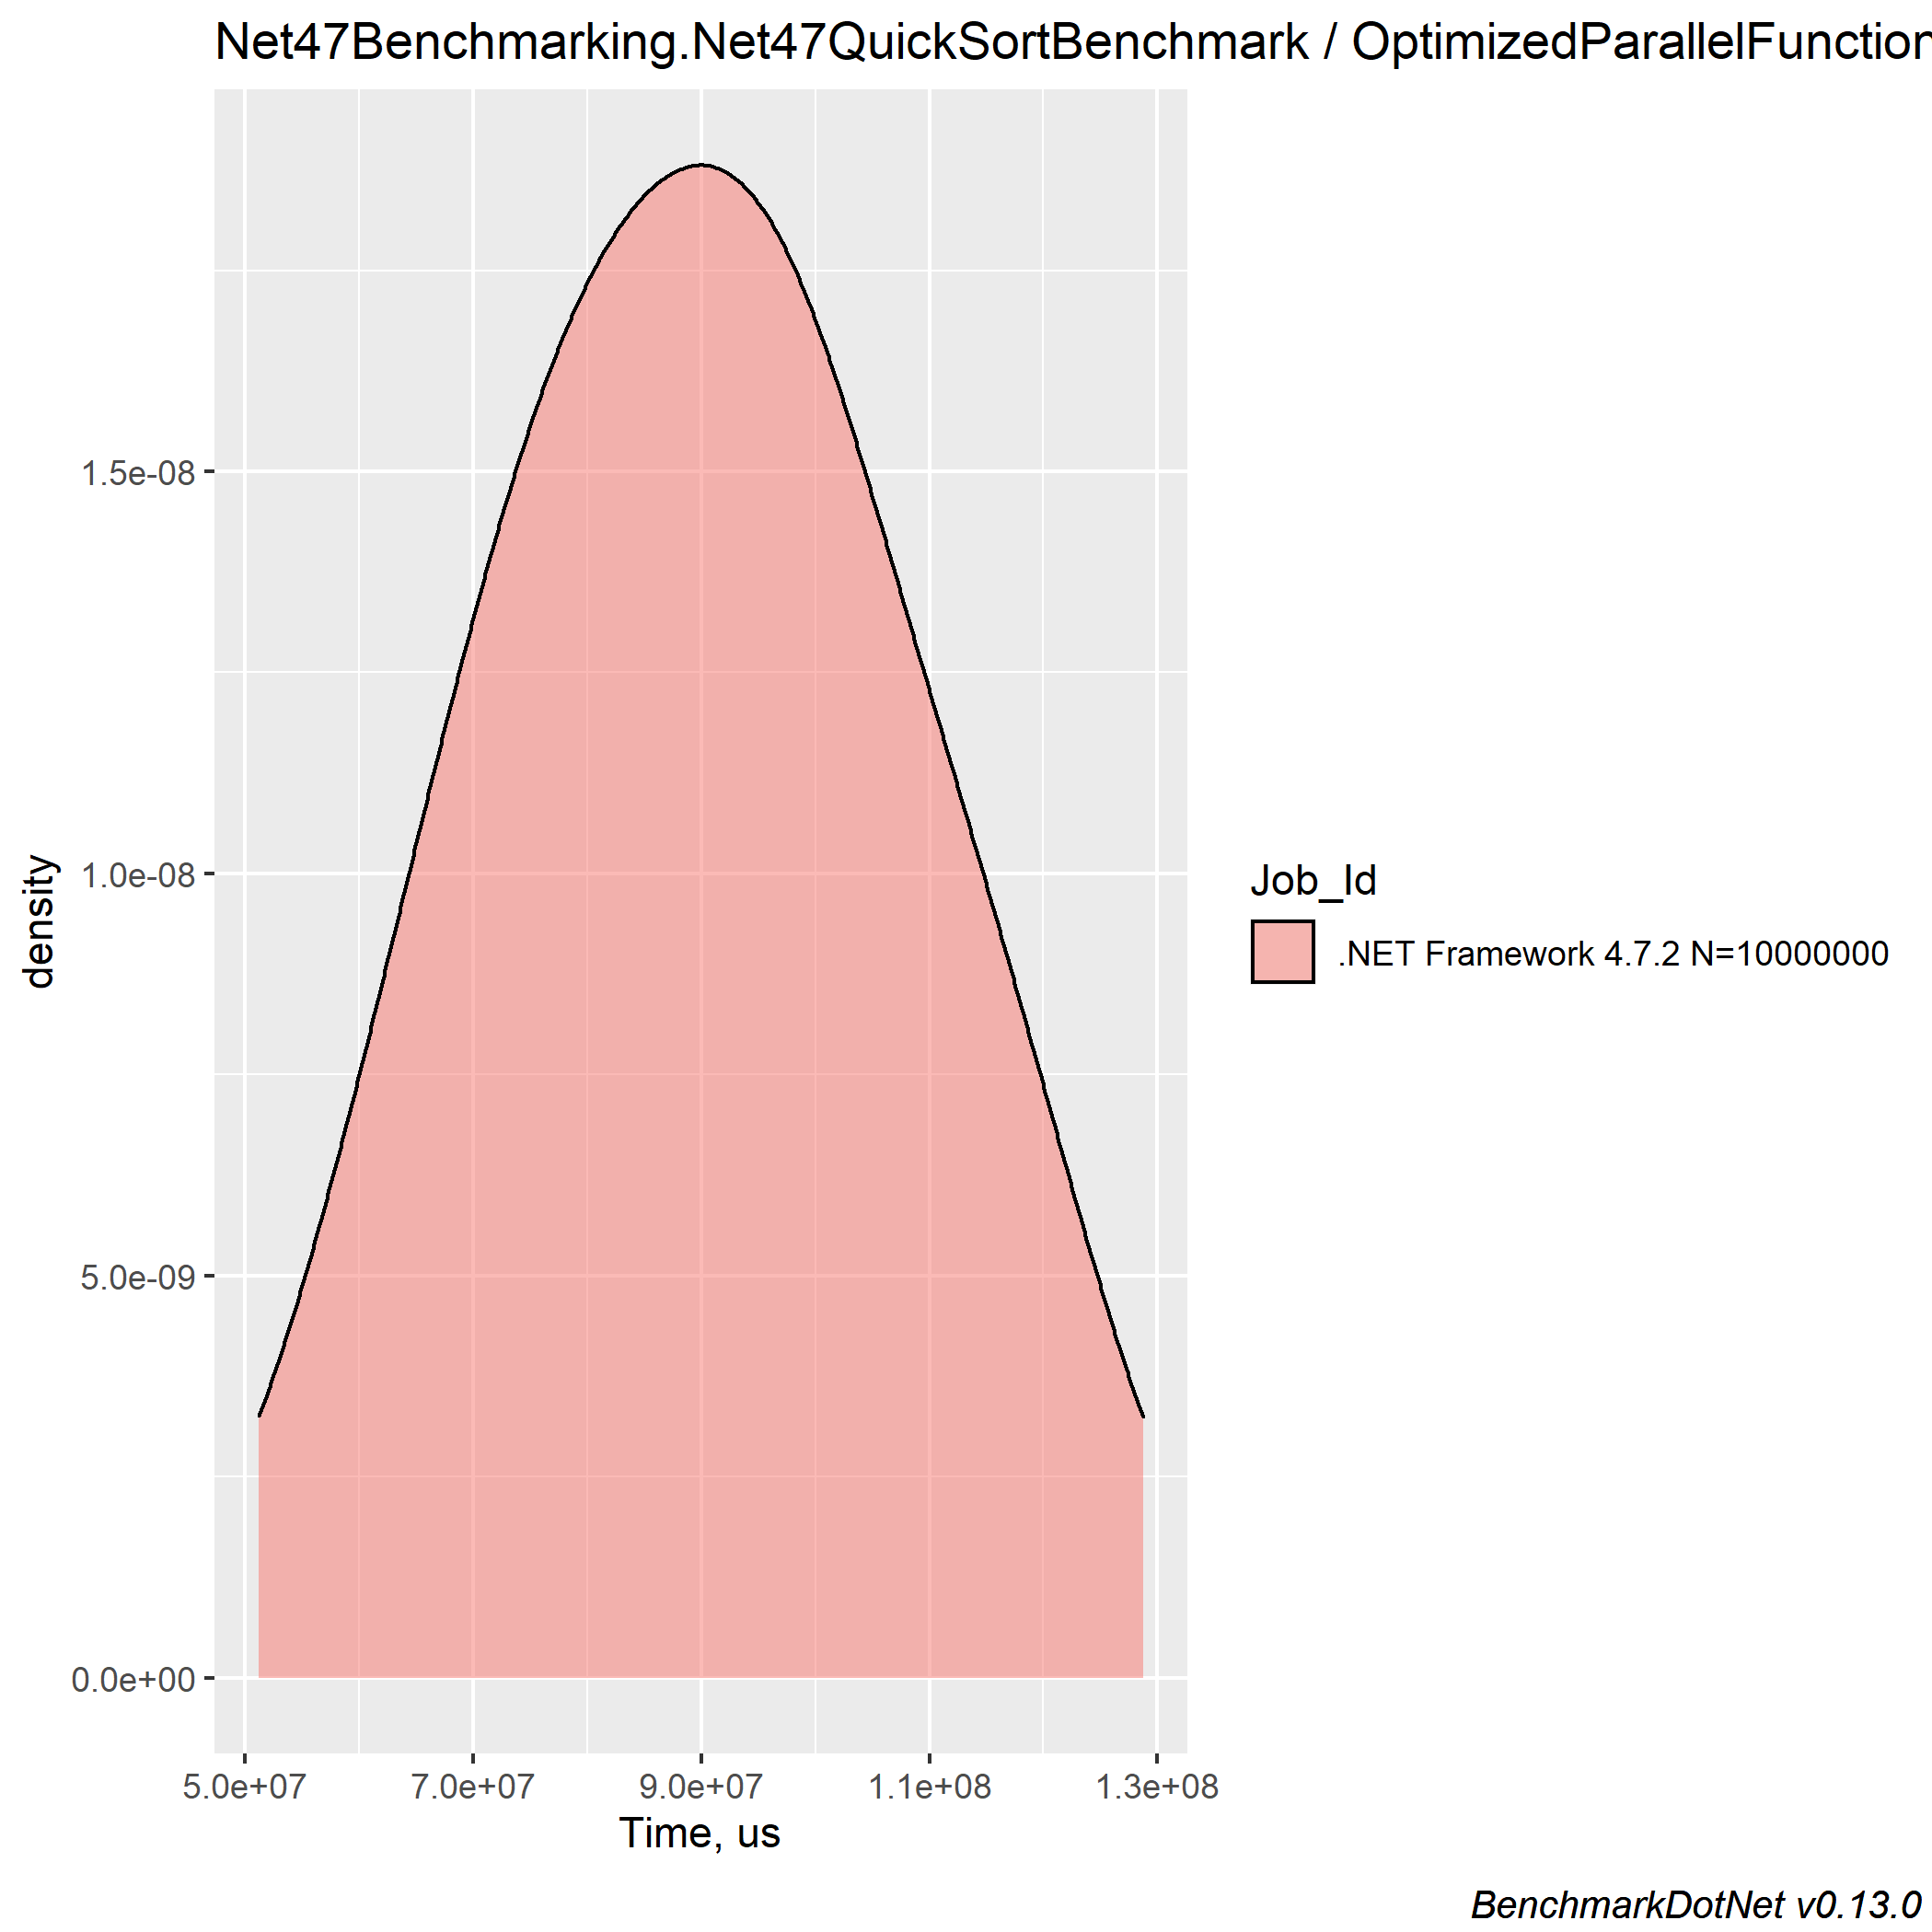 Net47Benchmarking.Net47QuickSortBenchmark / OptimizedParallelFunction
density
1.5e-08
1.0e-08
5.0e-09
0.0e+00
5.0e+07 7.0e+07 9.0e+07 1.1e+08 1.3e+08
Time, us
Job_Id
.NET Framework 4.7.2 N=10000000
BenchmarkDotNet v0.13.0